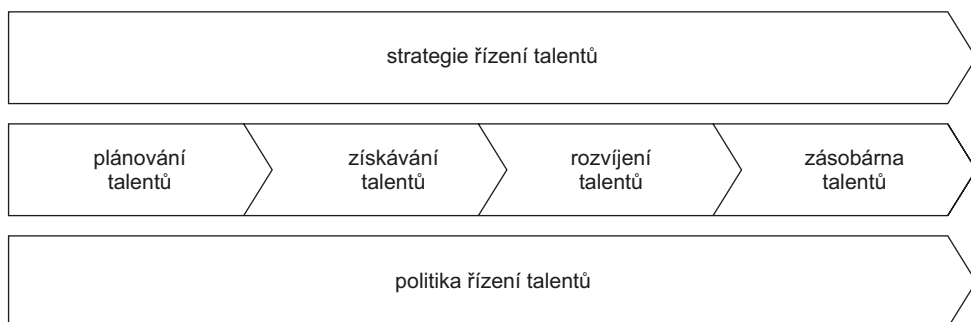 strategie řízení talentů
plánování
talentů
získávání
talentů
rozvíjení
talentů
zásobárna
talentů
politika řízení talentů